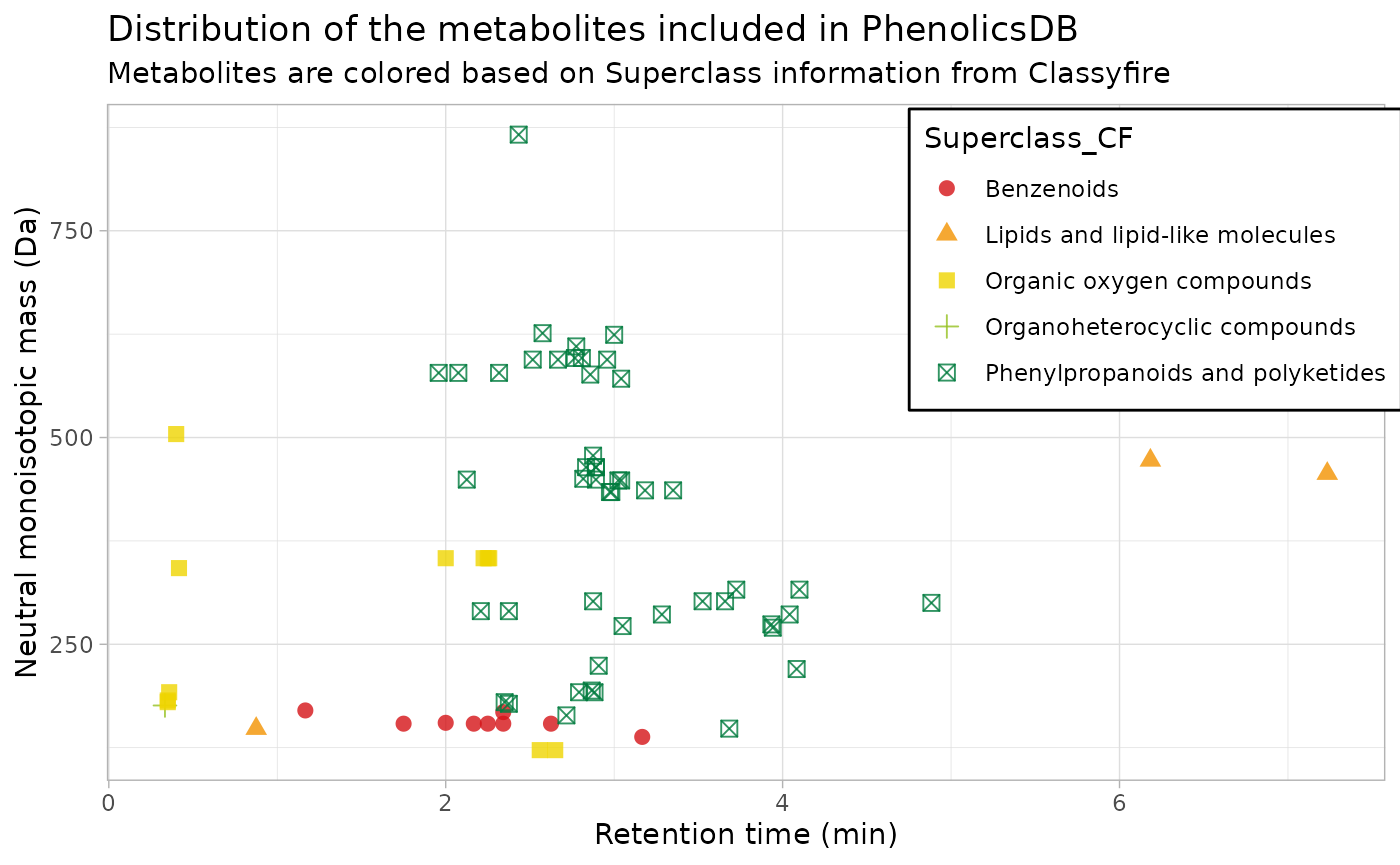 Distribution of the metabolites included in PhenolicsDB
Metabolites are colored based on Superclass information from Classyfire
Superclass_CF
Benzenoids
Lipids and lipid-like molecules
Organic oxygen compounds
Organoheterocyclic compounds
Phenylpropanoids and polyketides
Neutral monoisotopic mass (Da)
750
500
250
0
2
4
6
Retention time (min)